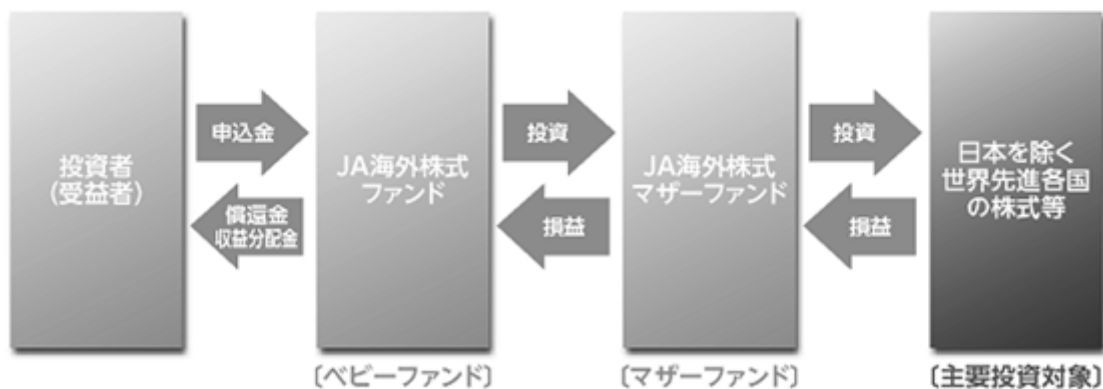 投資者
(受益者)
申込金
償還金
収益分配金
JA海外株式
ファンド
投資
損益
JA海外株式
マザーファンド
投資
損益
日本を除く
世界先進各国
の株式等
〔ベビーファンド〕
〔マザーファンド〕
〔主要投資対象〕